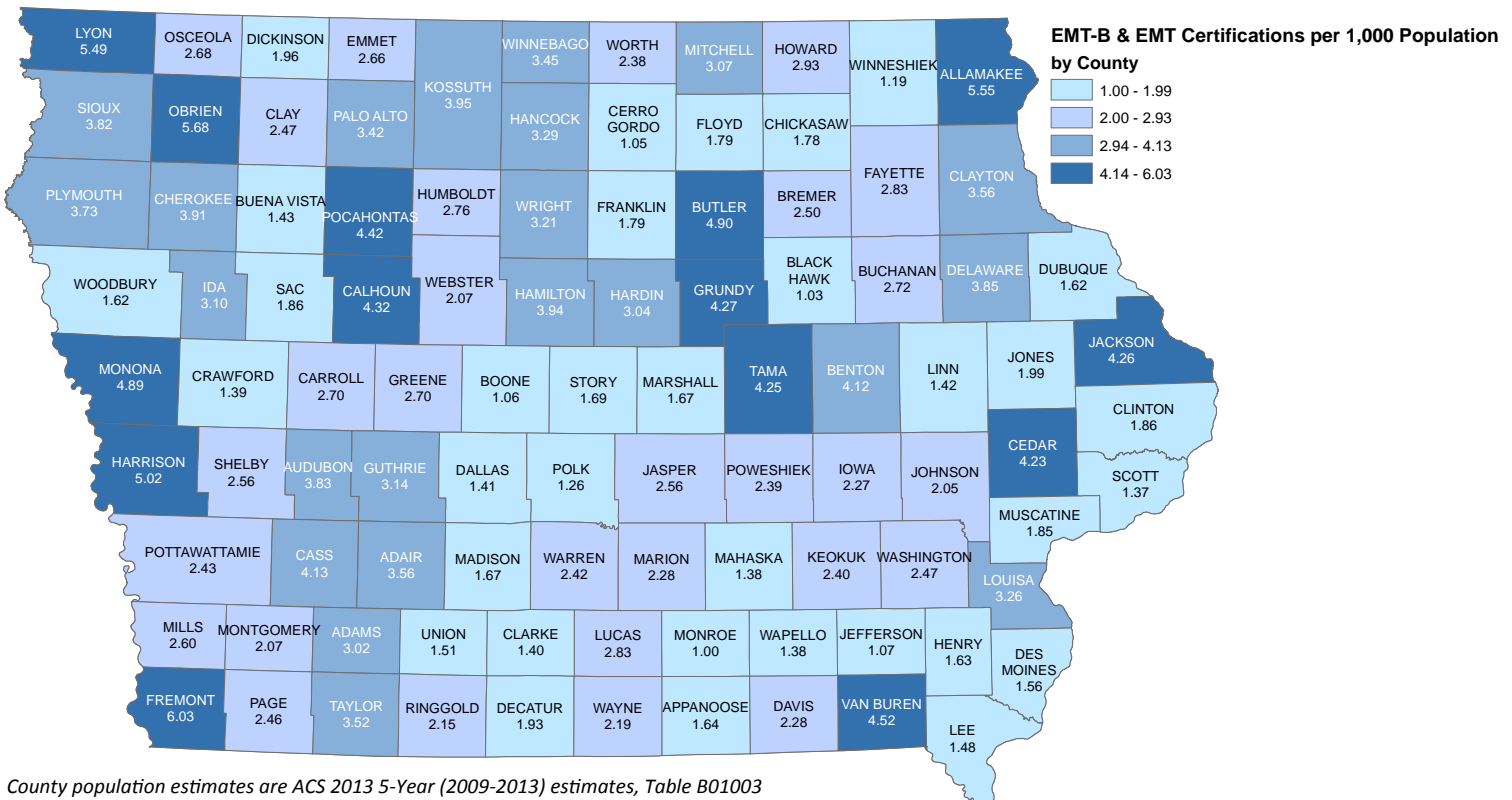 EMT-B & EMT Certifications per 1,000 Population
by County
1.00 - 1.99
2.00 - 2.93
2.94 - 4.13
4.14 - 6.03
LYON
5.49
OSCEOLA
2.68
DICKINSON
1.96
EMMET
2.66
KOSSUTH
3.95
WINNEBAGO
3.45
WORTH
2.38
MITCHELL
3.07
HOWARD
2.93
WINNESHIEK
1.19
ALLAMAKEE
5.55
SIOUX
3.82
OBRIEN
5.68
CLAY
2.47
PALO ALTO
3.42
HANCOCK
3.29
CERRO
GORDO
1.05
FLOYD
1.79
CHICKASAW
1.78
PLYMOUTH
3.73
CHEROKEE
3.91
BUENA VISTA
1.43
POCAHONTAS
4.42
HUMBOLDT
2.76
WRIGHT
3.21
FRANKLIN
1.79
BUTLER
4.90
BREMER
2.50
FAYETTE
2.83
CLAYTON
3.56
WOODBURY
1.62
IDA
3.10
SAC
1.86
CALHOUN
4.32
WEBSTER
2.07
HAMILTON
3.94
HARDIN
3.04
GRUNDY
4.27
BLACK
HAWK
1.03
BUCHANAN
2.72
DELAWARE
3.85
DUBUQUE
1.62
MONONA
4.89
CRAWFORD
1.39
CARROLL
2.70
GREENE
2.70
BOONE
1.06
STORY
1.69
MARSHALL
1.67
TAMA
4.25
BENTON
4.12
LINN
1.42
JONES
1.99
JACKSON
4.26
CLINTON
1.86
HARRISON
5.02
SHELBY
2.56
AUDUBON
3.83
GUTHRIE
3.14
DALLAS
1.41
POLK
1.26
JASPER
2.56
POWESHIEK
2.39
IOWA
2.27
JOHNSON
2.05
CEDAR
4.23
SCOTT
1.37
MUSCATINE
1.85
POTTAWATTAMIE
2.43
CASS
4.13
ADAIR
3.56
MADISON
1.67
WARREN
2.42
MARION
2.28
MAHASKA
1.38
KEOKUK
2.40
WASHINGTON
2.47
LOUISA
3.26
MILLS
2.60
MONTGOMERY
2.07
ADAMS
3.02
UNION
1.51
CLARKE
1.40
LUCAS
2.83
MONROE
1.00
WAPELLO
1.38
JEFFERSON
1.07
HENRY
1.63
DES
MOINES
1.56
FREMONT
6.03
PAGE
2.46
TAYLOR
3.52
RINGGOLD
2.15
DECATUR
1.93
WAYNE
2.19
APPANOOSE
1.64
DAVIS
2.28
VAN BUREN
4.52
LEE
1.48
County population estimates are ACS 2013 5-Year (2009-2013) estimates, Table B01003